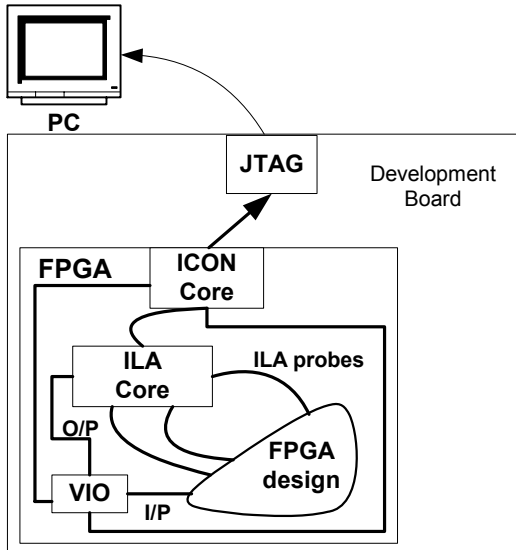 PC
JTAG
Development
Board
FPGA
ICON
Core
ILA
Core
ILA probes
O/P
FPGA
design
VIO
I/P